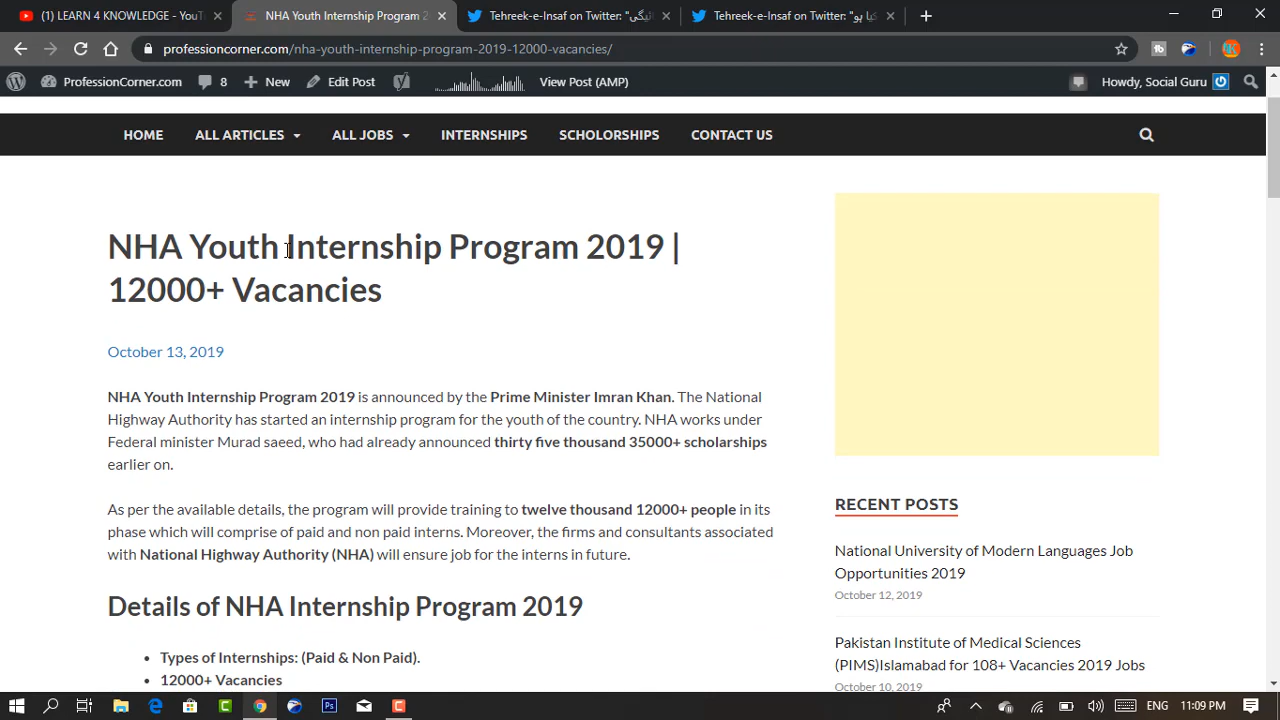 (1) LEARN 4 KNOWLEDGE - YouT
NHA Youth Internship Program 2
Tehreek-e-Insaf on Twitter: "
Tehreek-e-Insaf on Twitter: "کیا ہو
professioncorner.com/nha-youth-internship-program-2019-12000-vacancies/
ProfessionCorner.com 8 New Edit Post View Post (AMP) Howdy, Social Guru
HOME ALL ARTICLES ALL JOBS INTERNSHIPS SCHOLORSHIPS CONTACT US
NHA Youth Internship Program 2019 |
12000+ Vacancies
October 13, 2019
NHA Youth Internship Program 2019 is announced by the Prime Minister Imran Khan. The National
Highway Authority has started an internship program for the youth of the country. NHA works under
Federal minister Murad saeed, who had already announced thirty five thousand 35000+ scholarships
earlier on.
As per the available details, the program will provide training to twelve thousand 12000+ people in its
phase which will comprise of paid and non paid interns. Moreover, the firms and consultants associated
with National Highway Authority (NHA) will ensure job for the interns in future.
Details of NHA Internship Program 2019
• Types of Internships: (Paid & Non Paid).
• 12000+ Vacancies
RECENT POSTS
National University of Modern Languages Job
Opportunities 2019
October 12, 2019
Pakistan Institute of Medical Sciences
(PIMS)Islamabad for 108+ Vacancies 2019 Jobs
October 10, 2019
ENG 11:09 PM